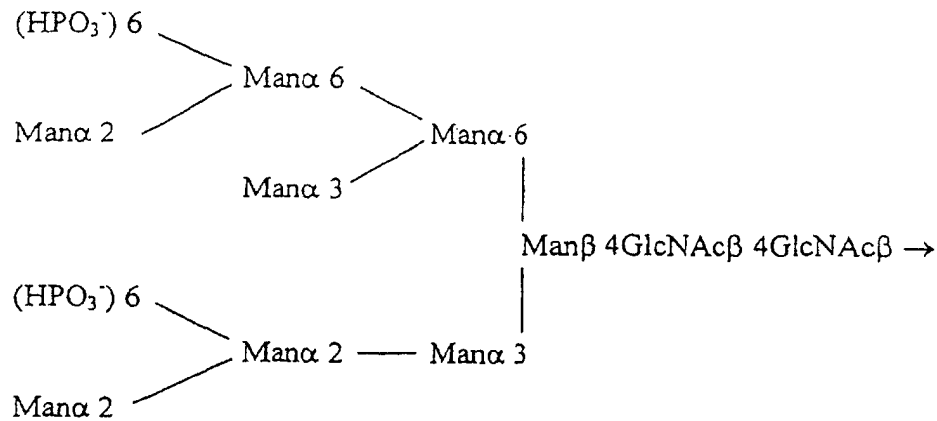 (HPO₃⁻) 6
Manα 6
Manα 2
Manα 6
Manα 3
Manβ 4GlcNAcβ 4GlcNAcβ →
(HPO₃⁻) 6
Manα 2 Manα 3
Manα 2